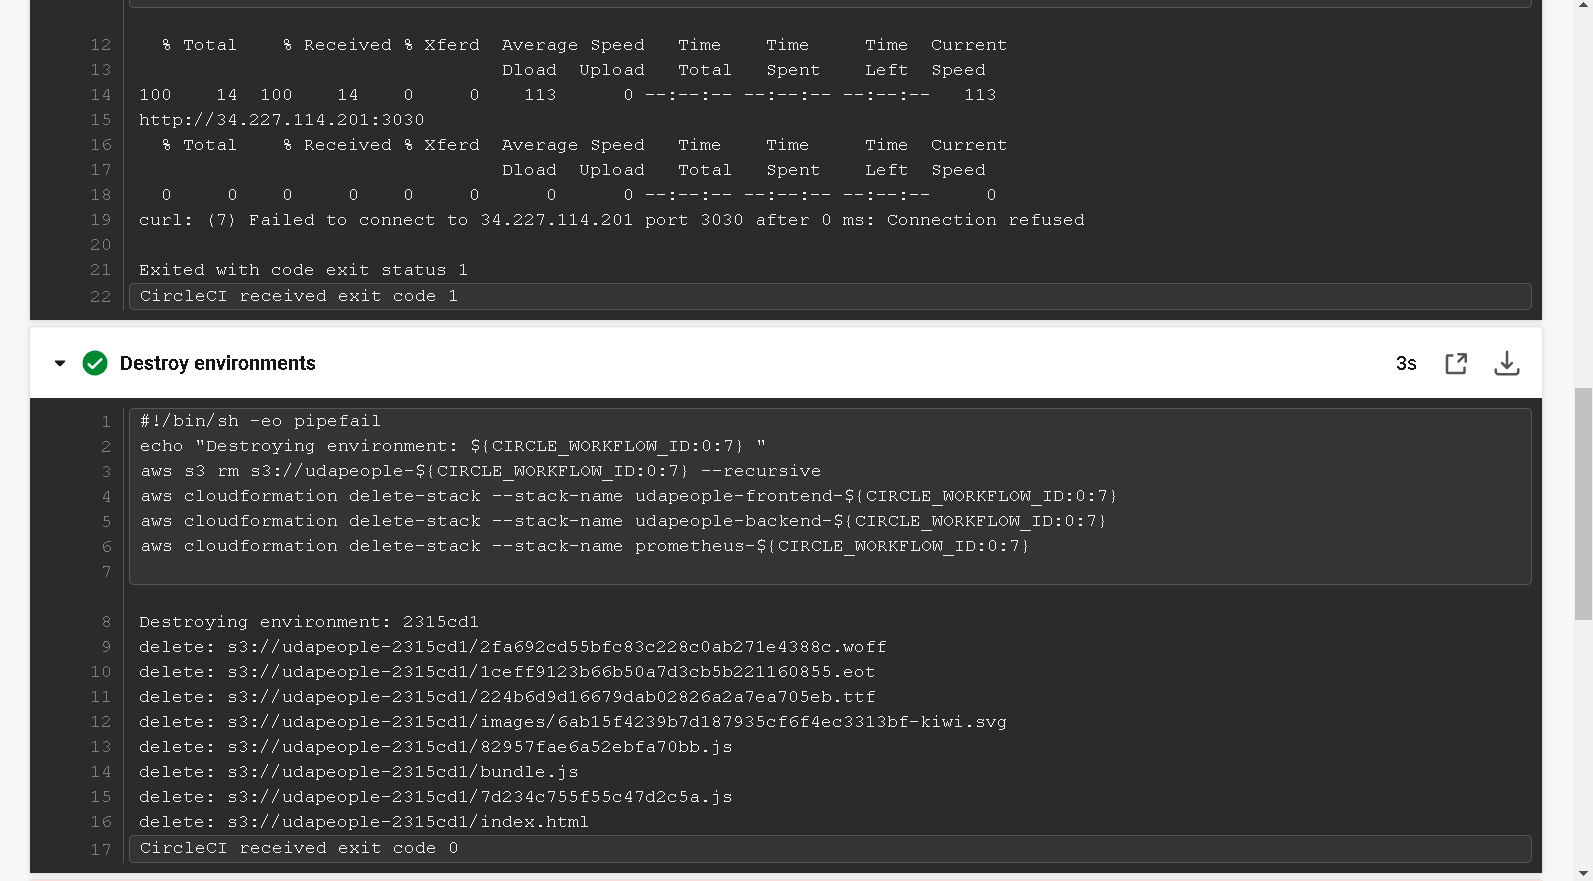 12 % Total % Received % Xferd Average Speed Time Time Time Current
13 Dload Upload Total Spent Left Speed
14 100 14 100 14 0 0 113 0 --:--:-- --:--:-- --:--:-- 113
15 http://34.227.114.201:3030
16 % Total % Received % Xferd Average Speed Time Time Time Current
17 Dload Upload Total Spent Left Speed
18 0 0 0 0 0 0 0 0 --:--:-- --:--:-- --:--:-- 0
19 curl: (7) Failed to connect to 34.227.114.201 port 3030 after 0 ms: Connection refused
20
21 Exited with code exit status 1
22 CircleCI received exit code 1
Destroy environments 3s
1 #!/bin/sh -eo pipefail
2 echo "Destroying environment: ${CIRCLE_WORKFLOW_ID:0:7} "
3 aws s3 rm s3://udapeople-${CIRCLE_WORKFLOW_ID:0:7} --recursive
4 aws cloudformation delete-stack --stack-name udapeople-frontend-${CIRCLE_WORKFLOW_ID:0:7}
5 aws cloudformation delete-stack --stack-name udapeople-backend-${CIRCLE_WORKFLOW_ID:0:7}
6 aws cloudformation delete-stack --stack-name prometheus-${CIRCLE_WORKFLOW_ID:0:7}
7
8 Destroying environment: 2315cd1
9 delete: s3://udapeople-2315cd1/2fa692cd55bfc83c228c0ab271e4388c.woff
10 delete: s3://udapeople-2315cd1/1ceff9123b66b50a7d3cb5b221160855.eot
11 delete: s3://udapeople-2315cd1/224b6d9d16679dab02826a2a7ea705eb.ttf
12 delete: s3://udapeople-2315cd1/images/6ab15f4239b7d187935cf6f4ec3313bf-kiwi.svg
13 delete: s3://udapeople-2315cd1/82957fae6a52ebfa70bb.js
14 delete: s3://udapeople-2315cd1/bundle.js
15 delete: s3://udapeople-2315cd1/7d234c755f55c47d2c5a.js
16 delete: s3://udapeople-2315cd1/index.html
17 CircleCI received exit code 0